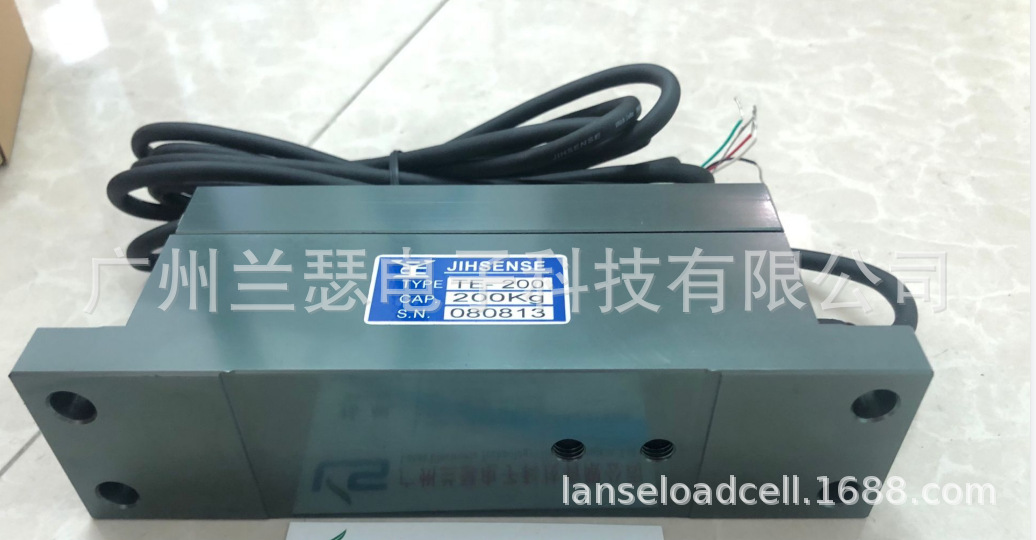 JIHSENSE
JIHSENSE
TYPE TE-200
CAP. 200Kg
S.N. 080813
广州兰瑟电子科技有限公司
lanseloadcell.1688.com